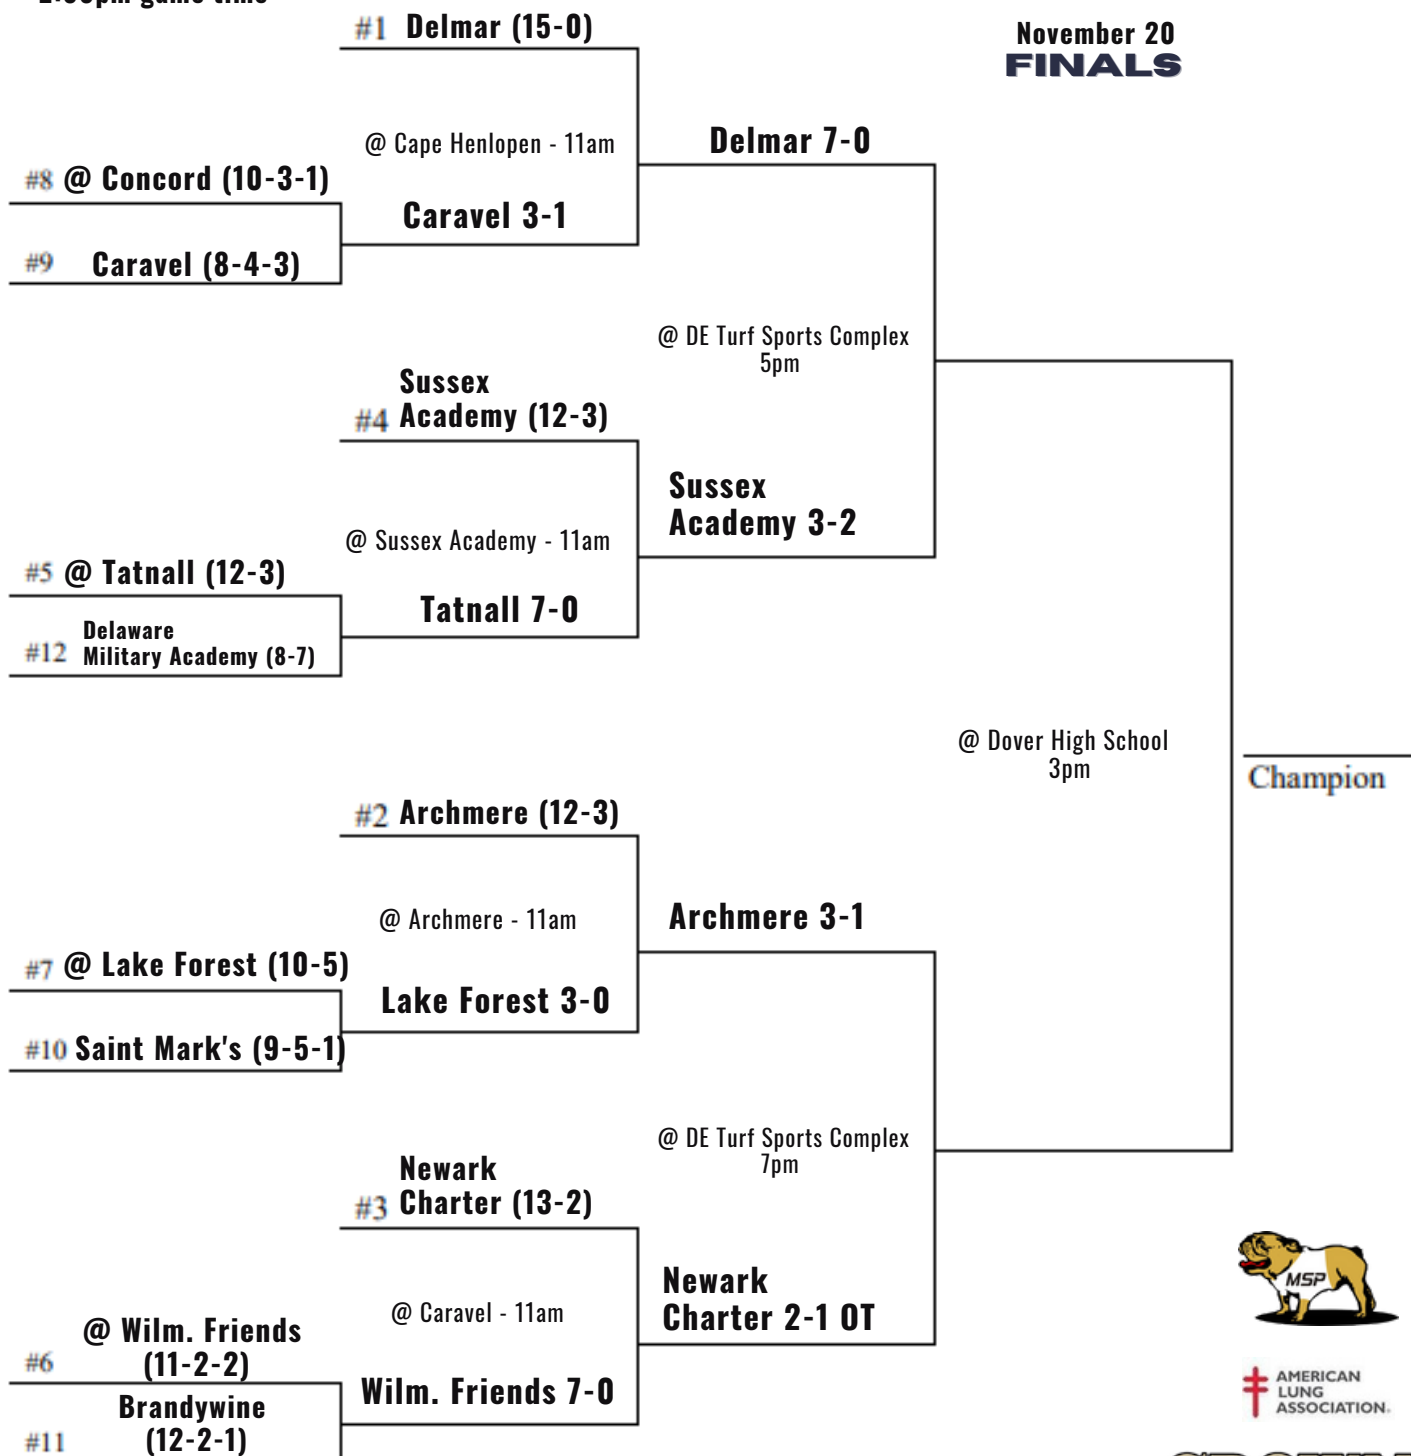 #1 Delmar (15-0)
November 20
FINALS
@ Cape Henlopen - 11am
Delmar 7-0
#8 @ Concord (10-3-1)
Caravel 3-1
#9 Caravel (8-4-3)
@ DE Turf Sports Complex
5pm
Sussex
#4 Academy (12-3)
Sussex
Academy 3-2
@ Sussex Academy - 11am
#5 @ Tatnall (12-3)
Tatnall 7-0
Delaware
#12 Military Academy (8-7)
@ Dover High School
3pm
Champion
#2 Archmere (12-3)
@ Archmere - 11am
Archmere 3-1
#7 @ Lake Forest (10-5)
Lake Forest 3-0
#10 Saint Mark's (9-5-1)
@ DE Turf Sports Complex
7pm
Newark
#3 Charter (13-2)
Newark
Charter 2-1 OT
@ Caravel - 11am
@ Wilm. Friends
#6 (11-2-2)
Wilm. Friends 7-0
Brandywine
#11 (12-2-1)
MSP
AMERICAN
LUNG
ASSOCIATION.